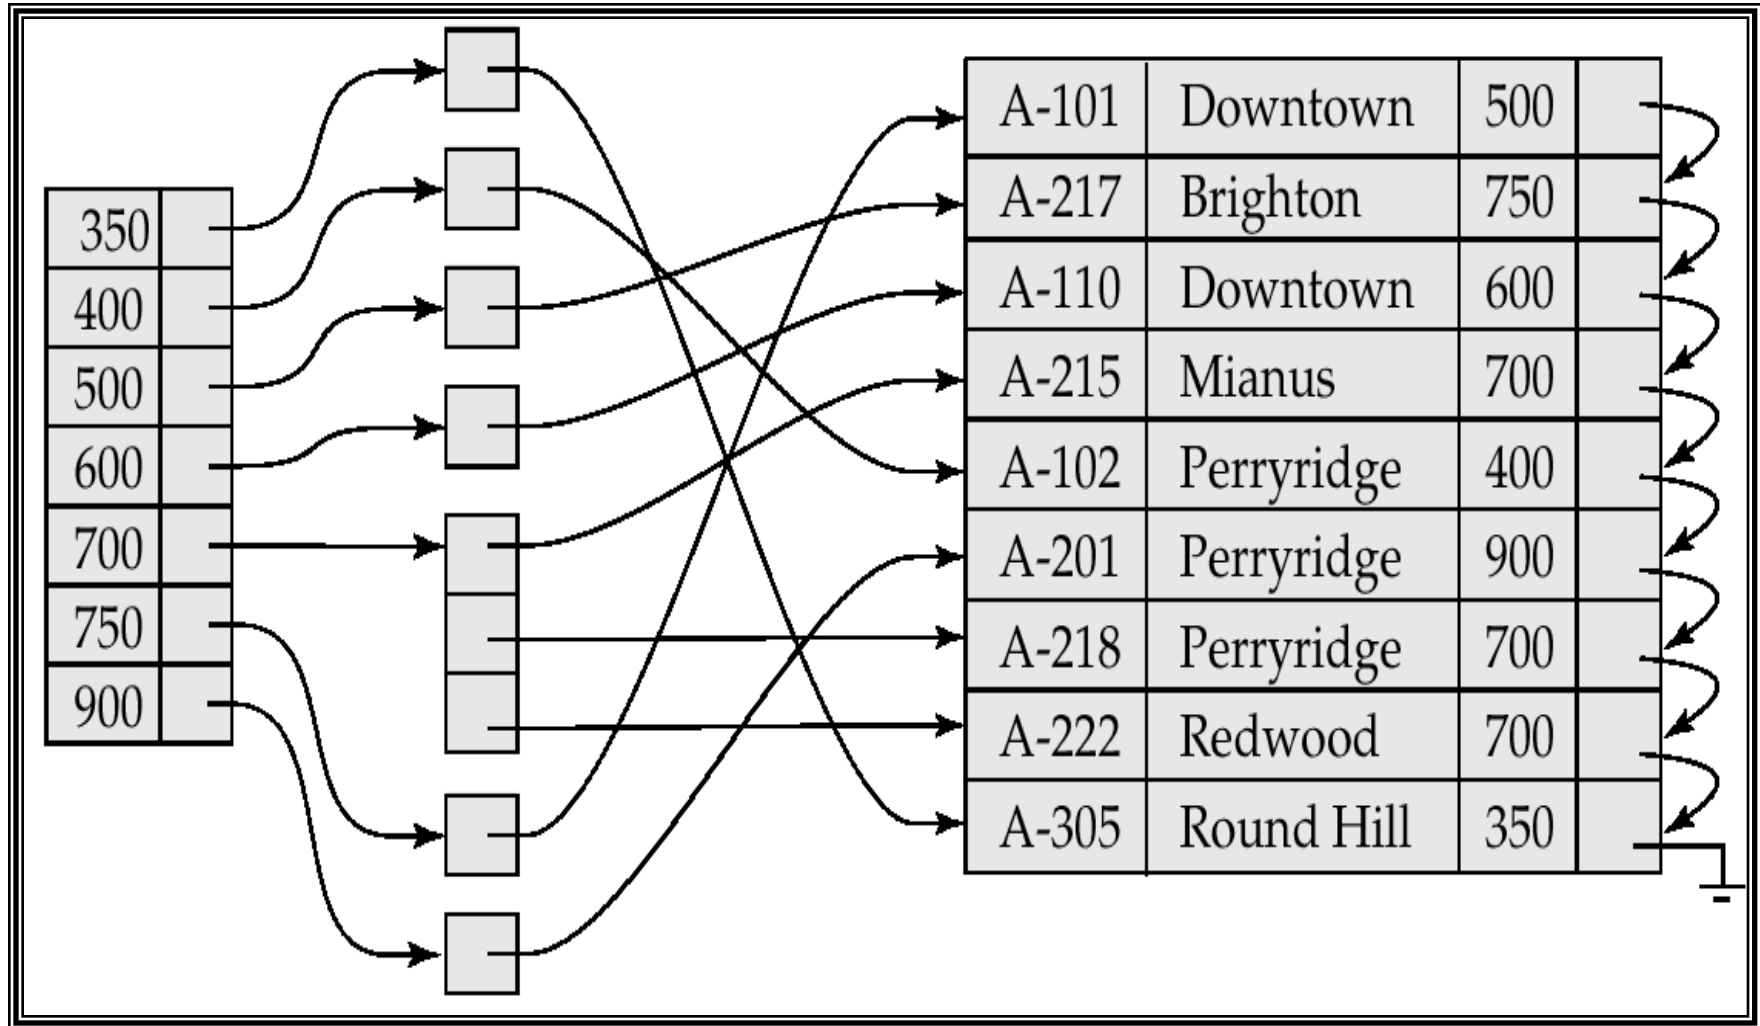 350
400
500
600
700
750
900
A-101 Downtown 500
A-217 Brighton 750
A-110 Downtown 600
A-215 Mianus 700
A-102 Perryridge 400
A-201 Perryridge 900
A-218 Perryridge 700
A-222 Redwood 700
A-305 Round Hill 350